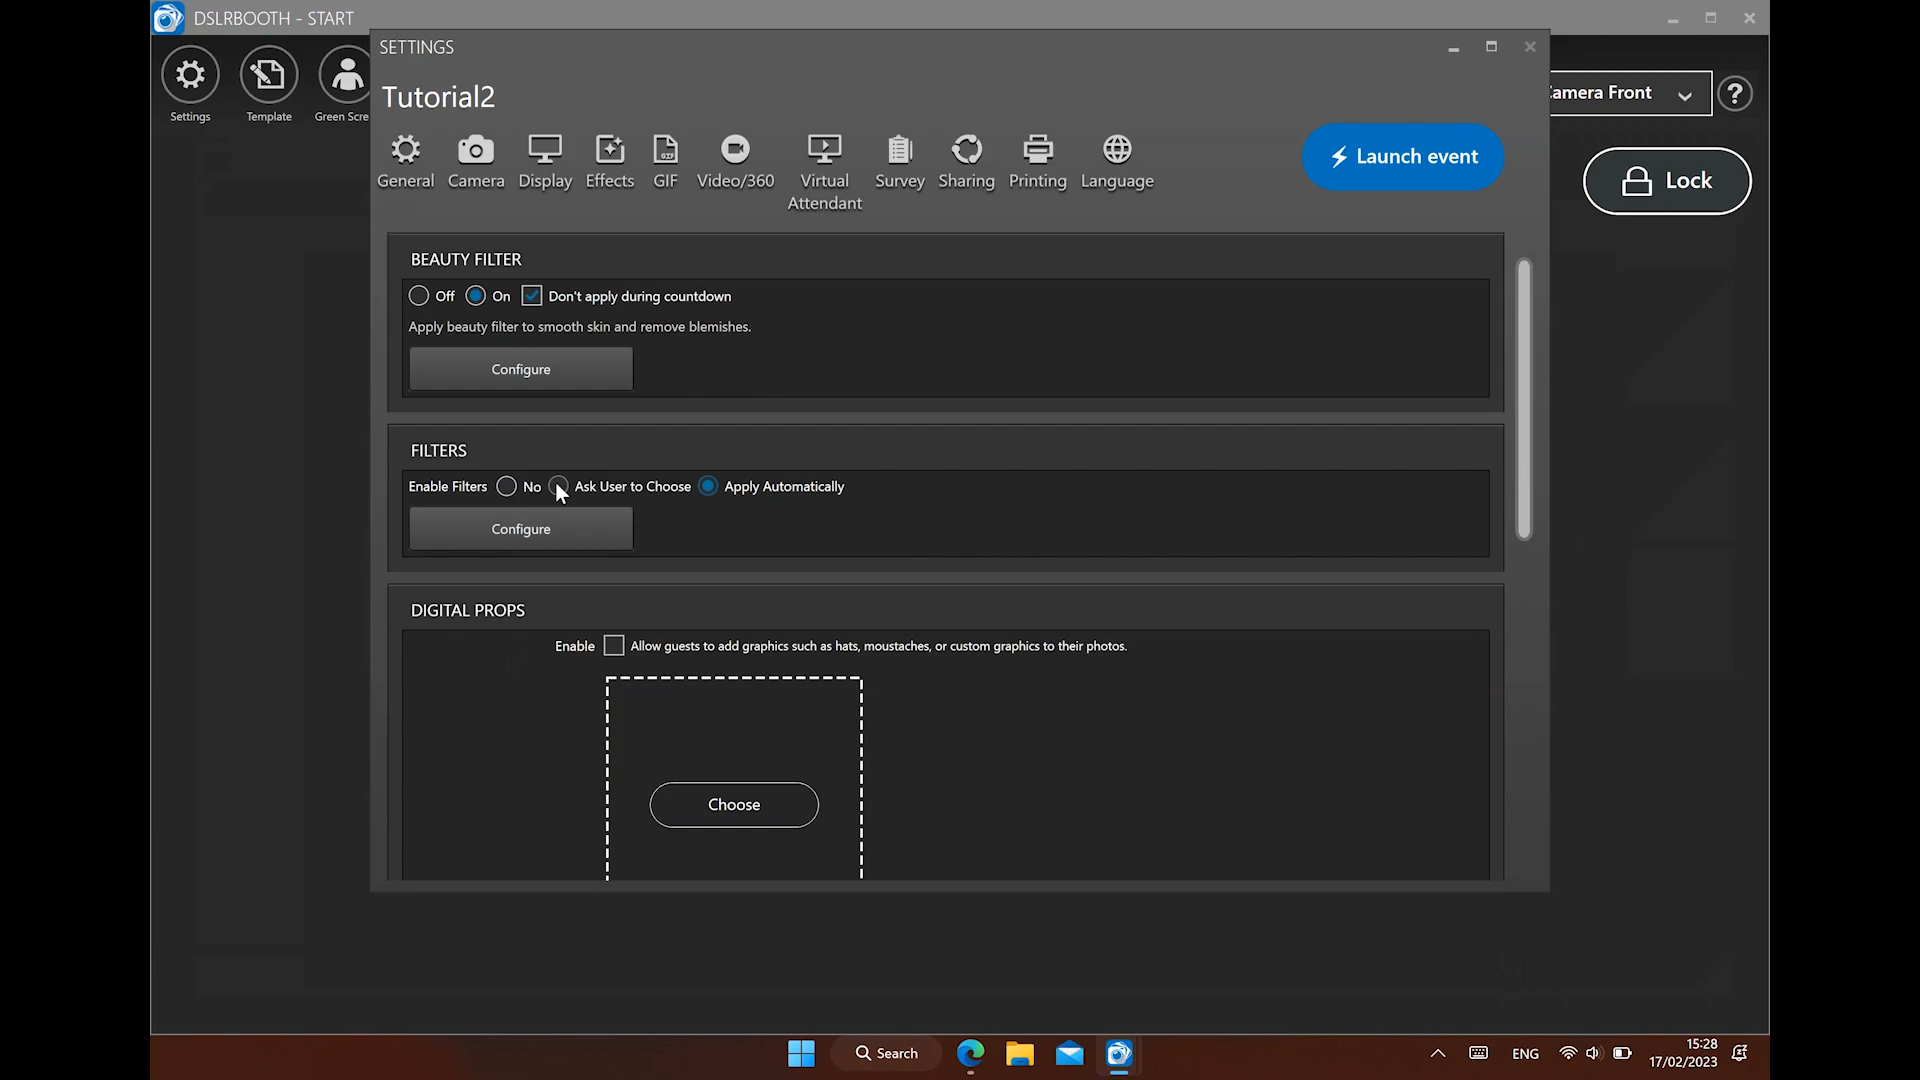 DSLRBOOTH - START
SETTINGS
Tutorial2
Settings
Template
Green Scre
Camera Front
?
General
Camera
Display
Effects
GIF
GIF
Video/360
Virtual
Attendant
Survey
Sharing
Printing
Language
Launch event
Lock
BEAUTY FILTER
Off On Don't apply during countdown
Apply beauty filter to smooth skin and remove blemishes.
Configure
FILTERS
Enable Filters No Ask User to Choose Apply Automatically
Configure
DIGITAL PROPS
Enable Allow guests to add graphics such as hats, moustaches, or custom graphics to their photos.
Choose
Search
ENG
15:28
17/02/2023